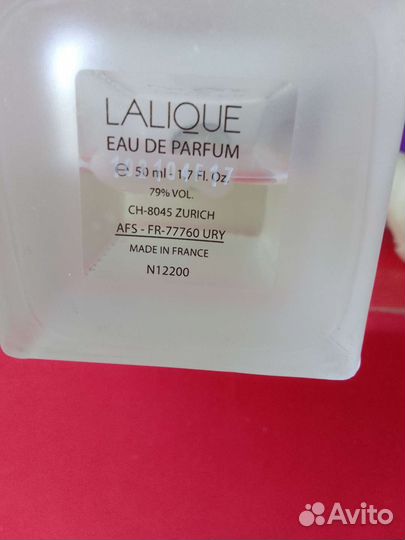 LALIQUE
EAU DE PARFUM
℮ 50 ml - 1.7 Fl. Oz.
79% VOL.
CH-8045 ZURICH
AFS - FR-77760 URY
MADE IN FRANCE
N12200
Avito